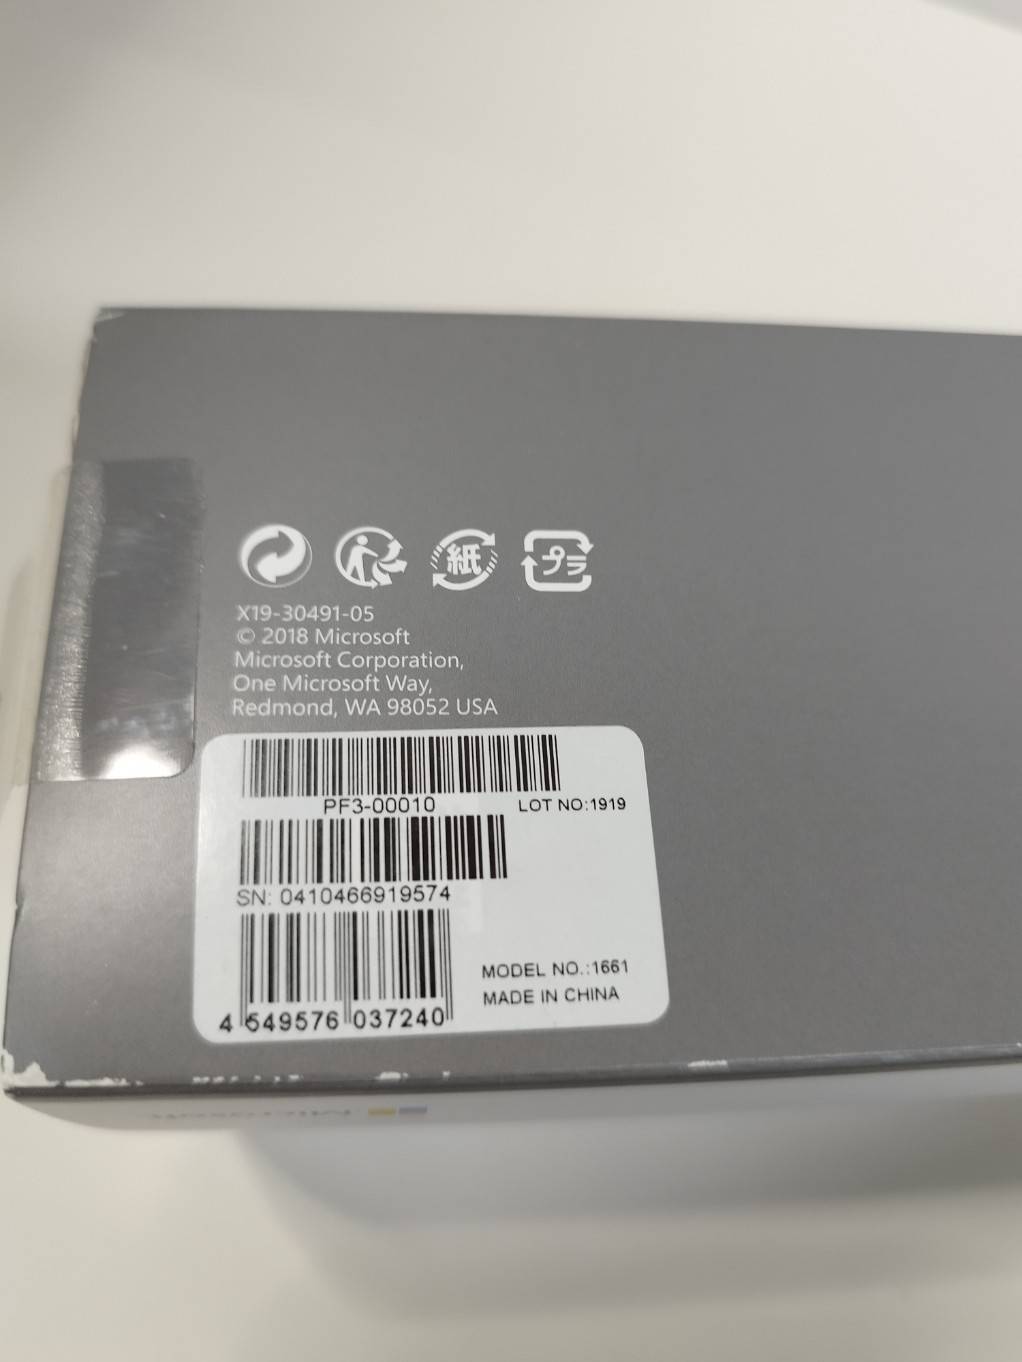 紙
プラ
X19-30491-05
© 2018 Microsoft
Microsoft Corporation,
One Microsoft Way,
Redmond, WA 98052 USA
PF3-00010
LOT NO:1919
SN: 0410466919574
MODEL NO.:1661
MADE IN CHINA
4 549576 037240
Microsoft